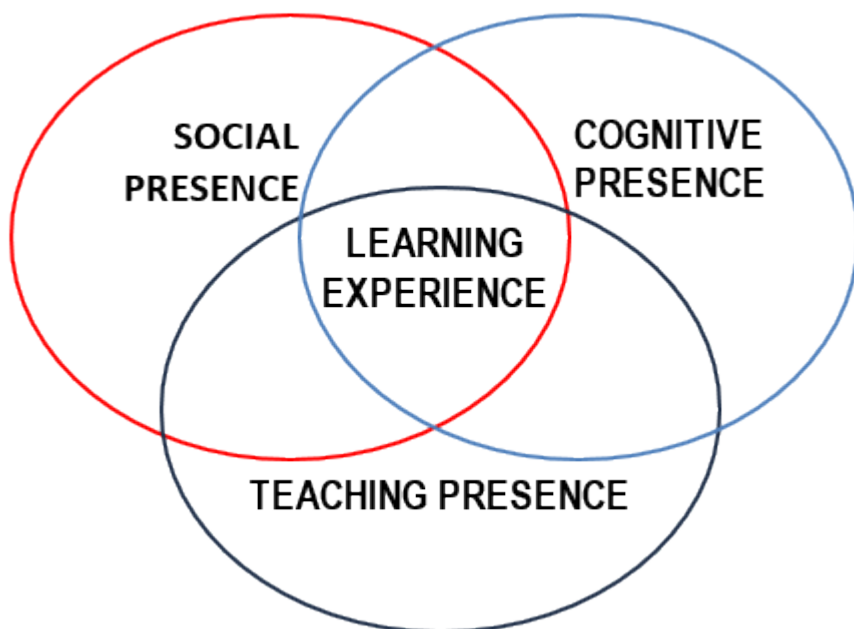 SOCIAL
PRESENCE
COGNITIVE
PRESENCE
LEARNING
EXPERIENCE
TEACHING PRESENCE